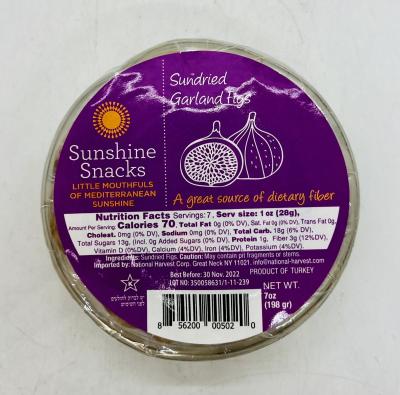 Sundried
Garland figs
Sunshine
Snacks
LITTLE MOUTHFULS
OF MEDITERRANEAN
SUNSHINE
A great source of dietary fiber
Nutrition Facts Servings: 7, Serv size: 1 oz (28g),
Amount Per Serving: Calories 70, Total Fat 0g (0% DV), Sat. Fat 0g (0% DV), Trans Fat 0g,
Cholest. 0mg (0% DV), Sodium 0mg (0% DV), Total Carb. 18g (6% DV),
Total Sugars 13g, (Incl. 0g Added Sugars (0% DV), Protein 1g, Fiber 3g (12%DV),
Vitamin D (0%DV), Calcium (4%DV), Iron (4%DV), Potassium (4%DV).
Ingredients: Sundried Figs. Caution: May contain pit fragments or stems.
Imported by: National Harvest Corp. Great Neck NY 11021. info@national-harvest.com
Best Before: 30 Nov. 2022
LOT NO: 350058631/1-11-239
PRODUCT OF TURKEY
NET WT.
7oz
(198 gr)
K
יש לבדוק מתולעים
לפני השימוש
8 56200 00502 0